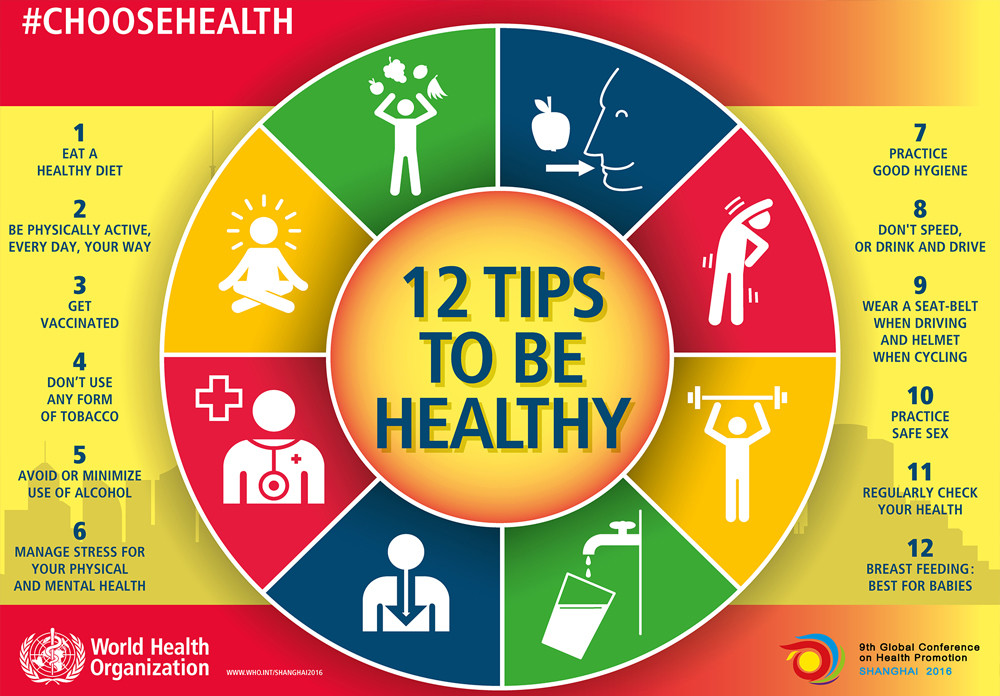 #CHOOSEHEALTH
1
EAT A
HEALTHY DIET
2
BE PHYSICALLY ACTIVE,
EVERY DAY, YOUR WAY
3
GET
VACCINATED
4
DON'T USE
ANY FORM
OF TOBACCO
5
AVOID OR MINIMIZE
USE OF ALCOHOL
6
MANAGE STRESS FOR
YOUR PHYSICAL
AND MENTAL HEALTH
12 TIPS
TO BE
HEALTHY
7
PRACTICE
GOOD HYGIENE
8
DON'T SPEED,
OR DRINK AND DRIVE
9
WEAR A SEAT-BELT
WHEN DRIVING
AND HELMET
WHEN CYCLING
10
PRACTICE
SAFE SEX
11
REGULARLY CHECK
YOUR HEALTH
12
BREAST FEEDING:
BEST FOR BABIES
World Health
Organization
WWW.WHO.INT/SHANGHAI2016
9th Global Conference
on Health Promotion
SHANGHAI 2016